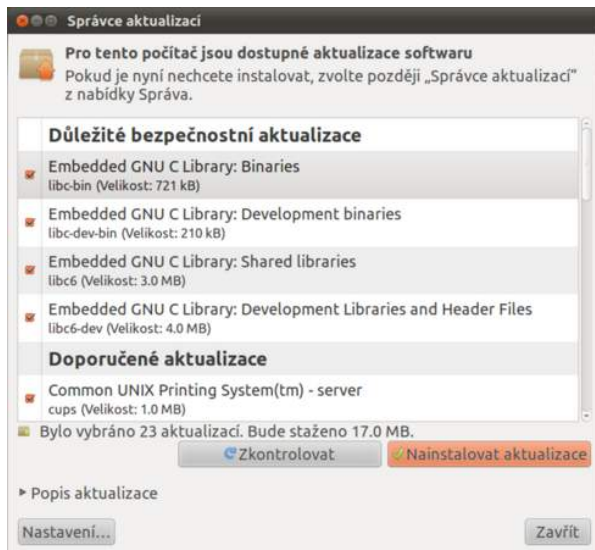 Správce aktualizací
Pro tento počítač jsou dostupné aktualizace softwaru
Pokud je nyní nechcete instalovat, zvolte později „Správce aktualizací”
z nabídky Správa.
Důležité bezpečnostní aktualizace
Embedded GNU C Library: Binaries
libc-bin (Velikost: 721 kB)
Embedded GNU C Library: Development binaries
libc-dev-bin (Velikost: 210 kB)
Embedded GNU C Library: Shared libraries
libc6 (Velikost: 3.0 MB)
Embedded GNU C Library: Development Libraries and Header Files
libc6-dev (Velikost: 4.0 MB)
Doporučené aktualizace
Common UNIX Printing System(tm) - server
cups (Velikost: 1.0 MB)
Bylo vybráno 23 aktualizací. Bude staženo 17.0 MB.
Zkontrolovat
Nainstalovat aktualizace
Popis aktualizace
Nastavení...
Zavřít